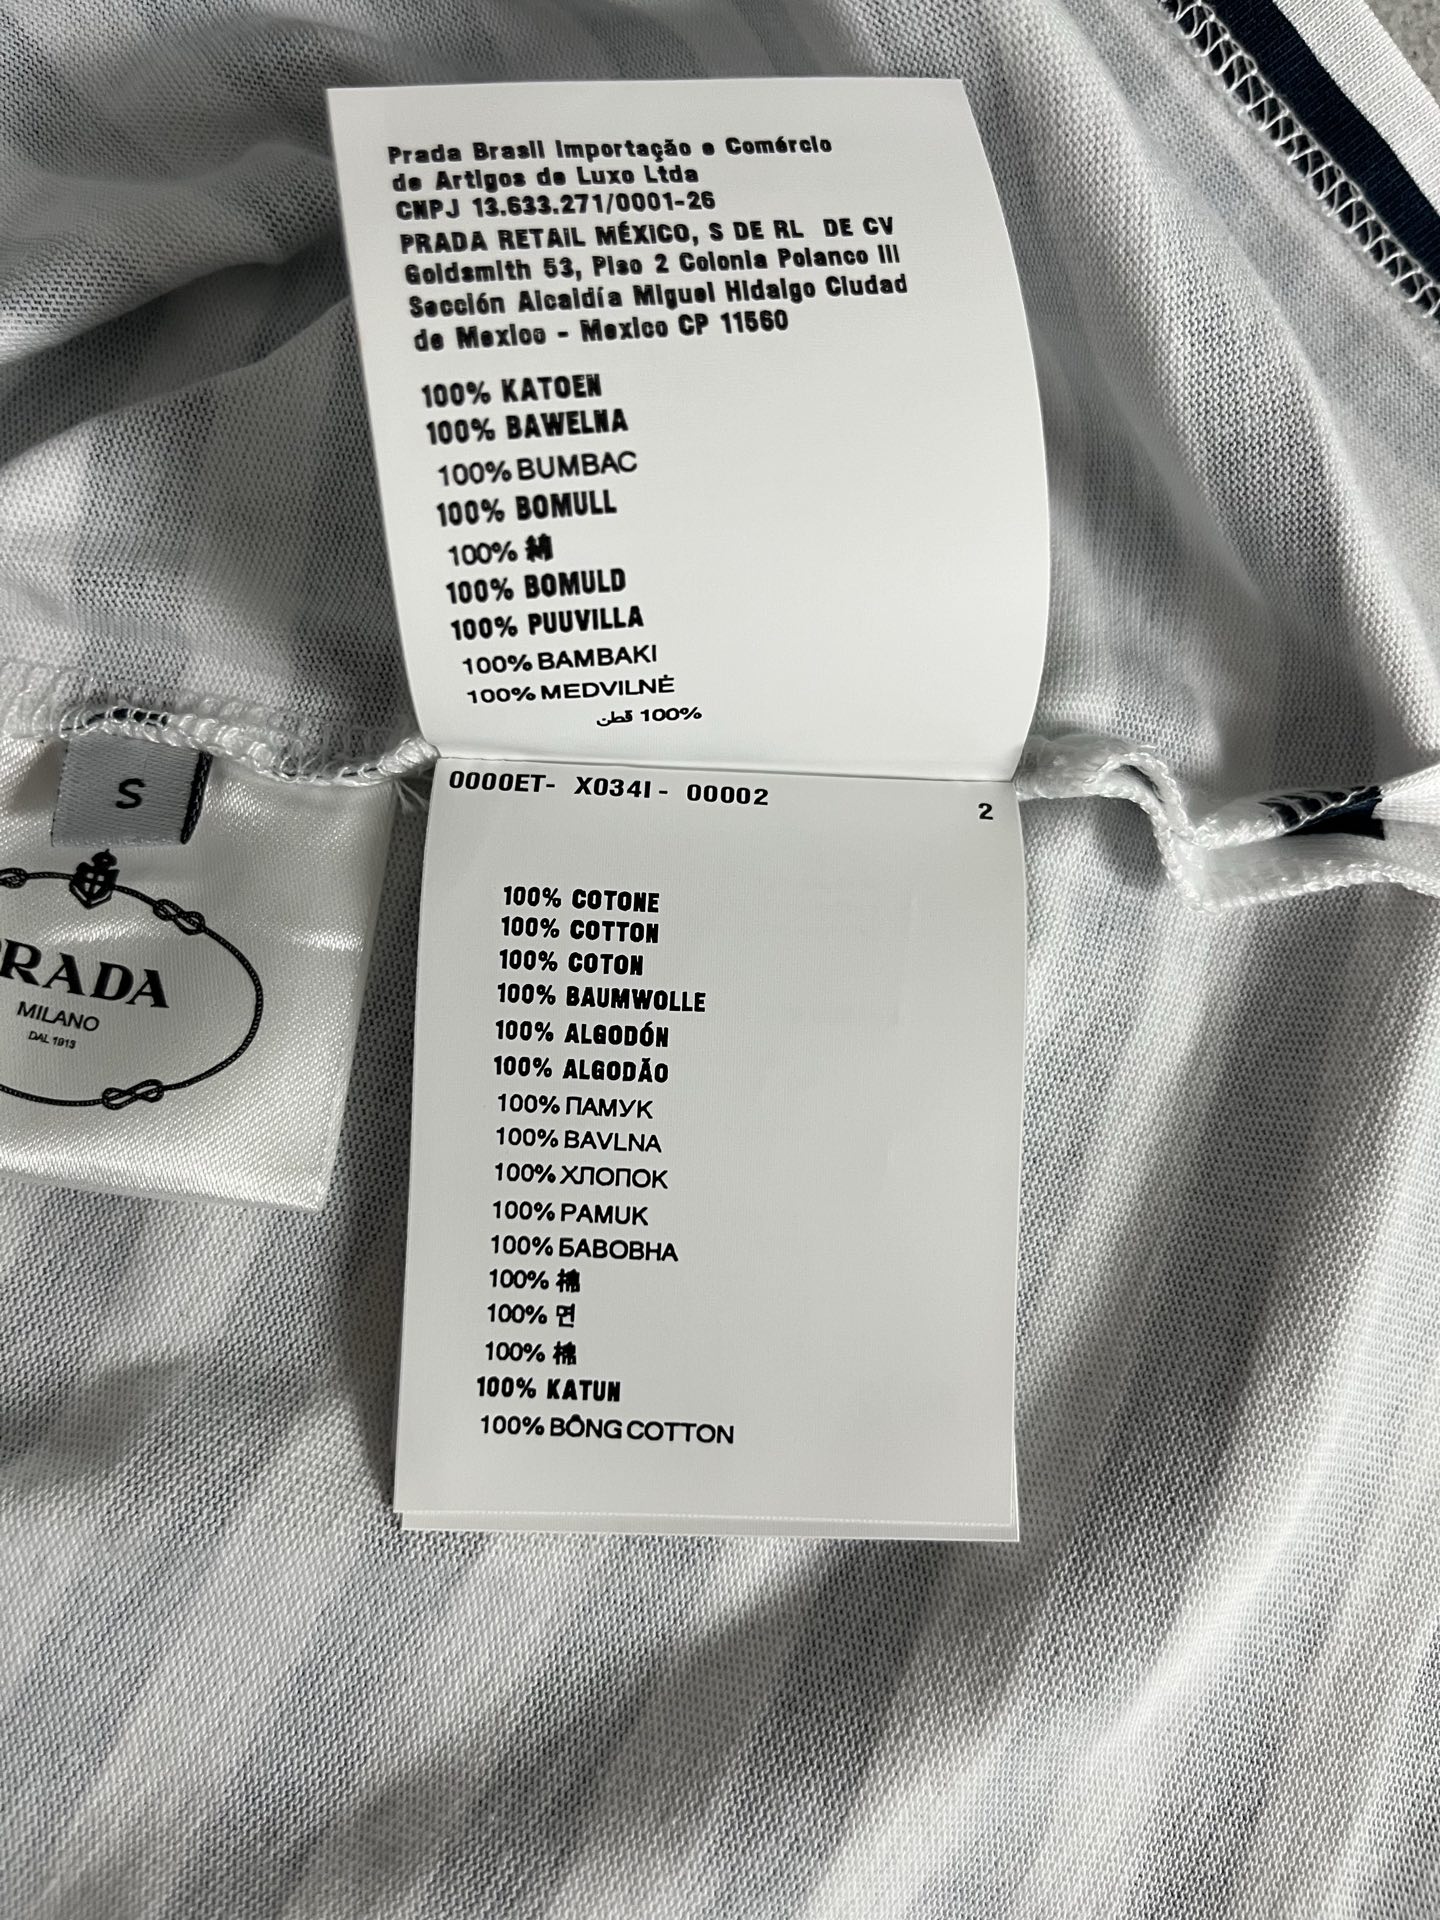 Prada Brasil Importação e Comércio
de Artigos de Luxo Ltda
CNPJ 13.633.271/0001-26
PRADA RETAIL MÉXICO, S DE RL DE CV
Goldsmith 53, Piso 2 Colonia Polanco III
Sección Alcaldía Miguel Hidalgo Ciudad
de Mexico - Mexico CP 11560
100% KATOEN
100% BAWEŁNA
100% BUMBAC
100% BOMULL
100% 綿
100% BOMULD
100% PUUVILLA
100% BAMBAKI
100% MEDVILNĖ
100% قطن
S
PRADA
MILANO
DAL 1913
0000ET- X034I - 00002
2
100% COTONE
100% COTTON
100% COTON
100% BAUMWOLLE
100% ALGODÓN
100% ALGODÃO
100% ПАМУК
100% BAVLNA
100% ХЛОПОК
100% PAMUK
100% БАВОВНА
100% 棉
100% 면
100% 棉
100% KATUN
100% BÔNG COTTON